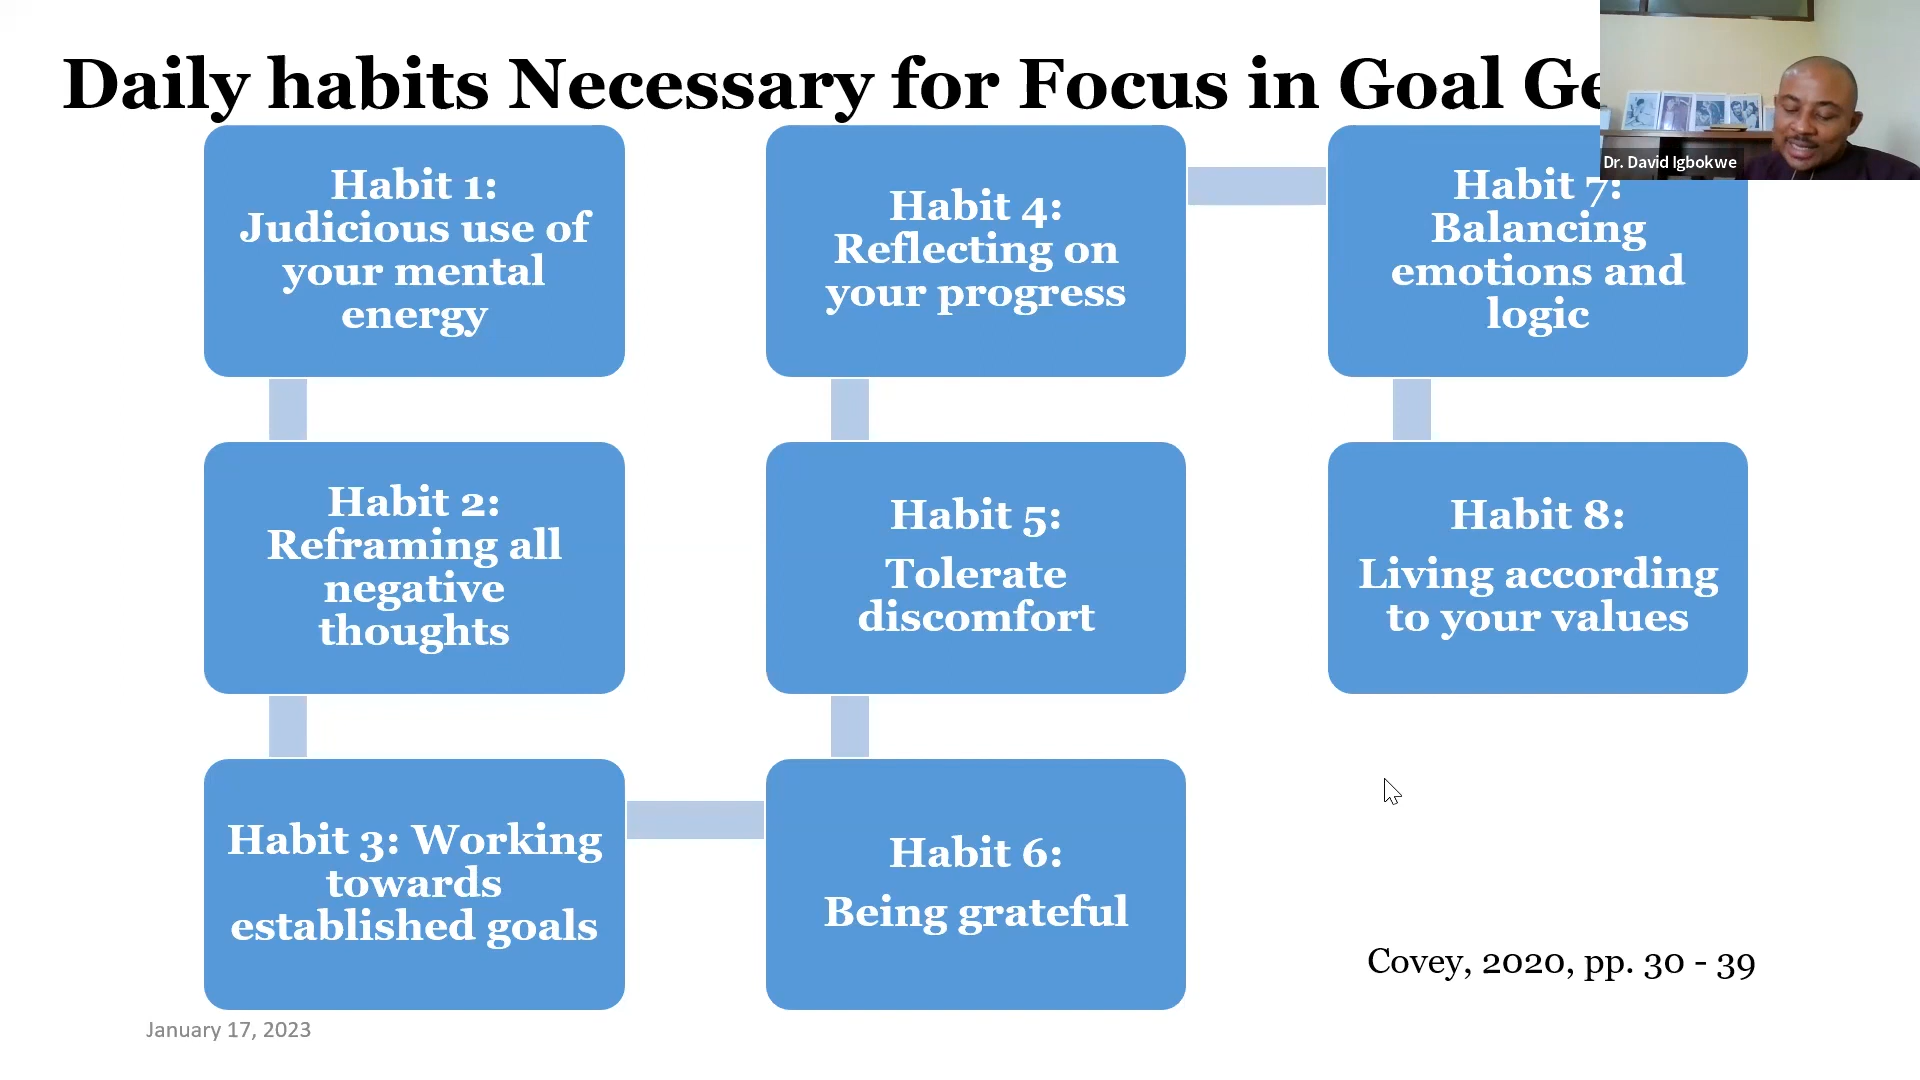 Daily habits Necessary for Focus in Goal
Dr. David Igbokwe
Habit 1:
Judicious use of
your mental
energy
Habit 2:
Reframing all
negative
thoughts
Habit 3: Working
towards
established goals
Habit 4:
Reflecting on
your progress
Habit 5:
Tolerate
discomfort
Habit 6:
Being grateful
Habit 7:
Balancing
emotions and
logic
Habit 8:
Living according
to your values
Covey, 2020, pp. 30 - 39
January 17, 2023